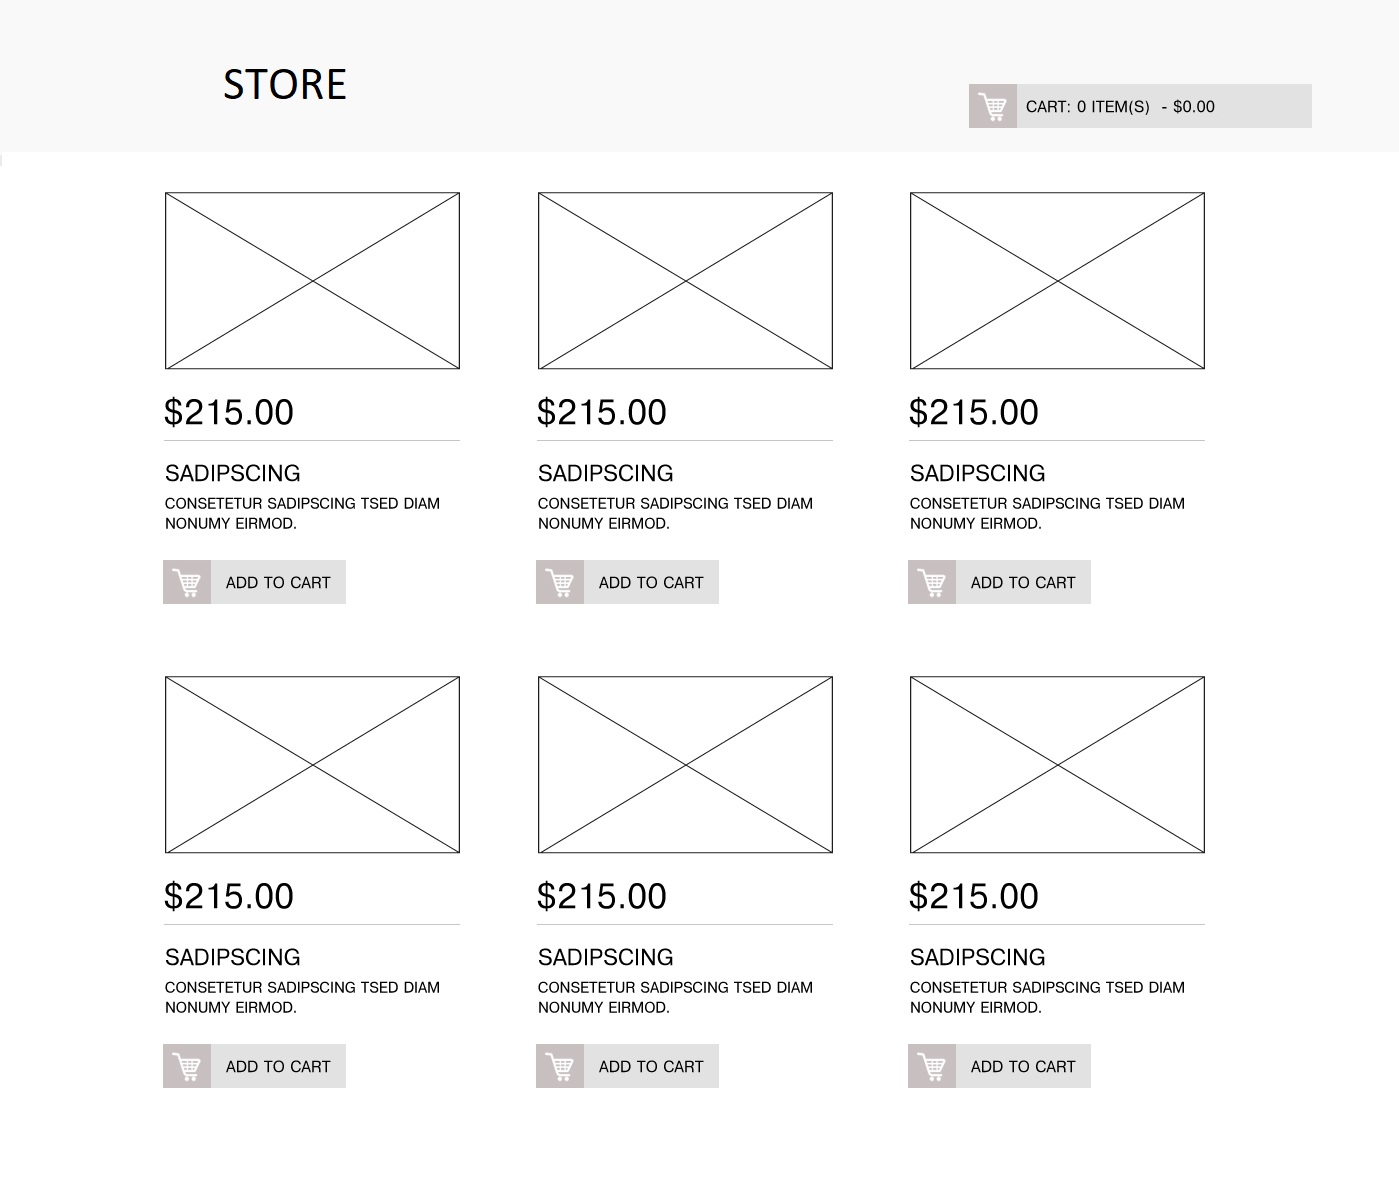 STORE
CART: 0 ITEM(S) - $0.00
$215.00
SADIPSCING
CONSETETUR SADIPSCING TSED DIAM
NONUMY EIRMOD.
ADD TO CART
$215.00
SADIPSCING
CONSETETUR SADIPSCING TSED DIAM
NONUMY EIRMOD.
ADD TO CART
$215.00
SADIPSCING
CONSETETUR SADIPSCING TSED DIAM
NONUMY EIRMOD.
ADD TO CART
$215.00
SADIPSCING
CONSETETUR SADIPSCING TSED DIAM
NONUMY EIRMOD.
ADD TO CART
$215.00
SADIPSCING
CONSETETUR SADIPSCING TSED DIAM
NONUMY EIRMOD.
ADD TO CART
$215.00
SADIPSCING
CONSETETUR SADIPSCING TSED DIAM
NONUMY EIRMOD.
ADD TO CART